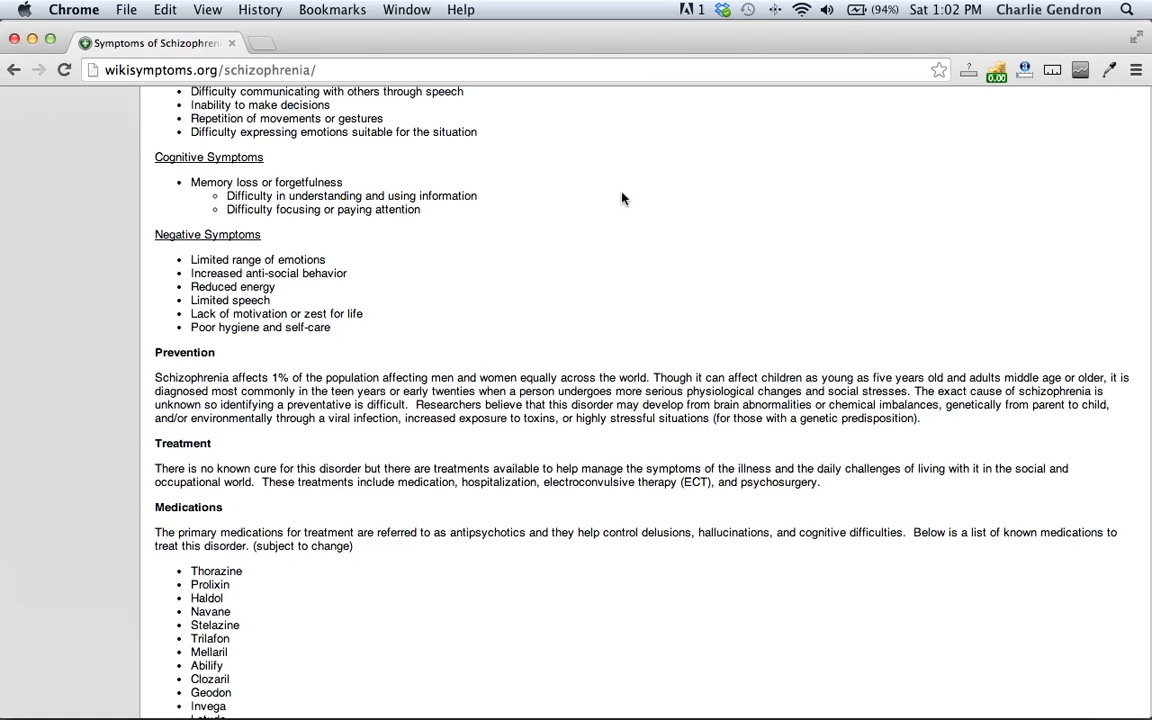 Chrome File Edit View History Bookmarks Window Help 1 (94%) Sat 1:02 PM Charlie Gendron
Symptoms of Schizophren
wikisymptoms.org/schizophrenia/ 0.00
Difficulty communicating with others through speech
Inability to make decisions
Repetition of movements or gestures
Difficulty expressing emotions suitable for the situation
Cognitive Symptoms
Memory loss or forgetfulness
Difficulty in understanding and using information
Difficulty focusing or paying attention
Negative Symptoms
Limited range of emotions
Increased anti-social behavior
Reduced energy
Limited speech
Lack of motivation or zest for life
Poor hygiene and self-care
Prevention
Schizophrenia affects 1% of the population affecting men and women equally across the world. Though it can affect children as young as five years old and adults middle age or older, it is
diagnosed most commonly in the teen years or early twenties when a person undergoes more serious physiological changes and social stresses. The exact cause of schizophrenia is
unknown so identifying a preventative is difficult. Researchers believe that this disorder may develop from brain abnormalities or chemical imbalances, genetically from parent to child,
and/or environmentally through a viral infection, increased exposure to toxins, or highly stressful situations (for those with a genetic predisposition).
Treatment
There is no known cure for this disorder but there are treatments available to help manage the symptoms of the illness and the daily challenges of living with it in the social and
occupational world. These treatments include medication, hospitalization, electroconvulsive therapy (ECT), and psychosurgery.
Medications
The primary medications for treatment are referred to as antipsychotics and they help control delusions, hallucinations, and cognitive difficulties. Below is a list of known medications to
treat this disorder. (subject to change)
Thorazine
Prolixin
Haldol
Navane
Stelazine
Trilafon
Mellaril
Abilify
Clozaril
Geodon
Invega